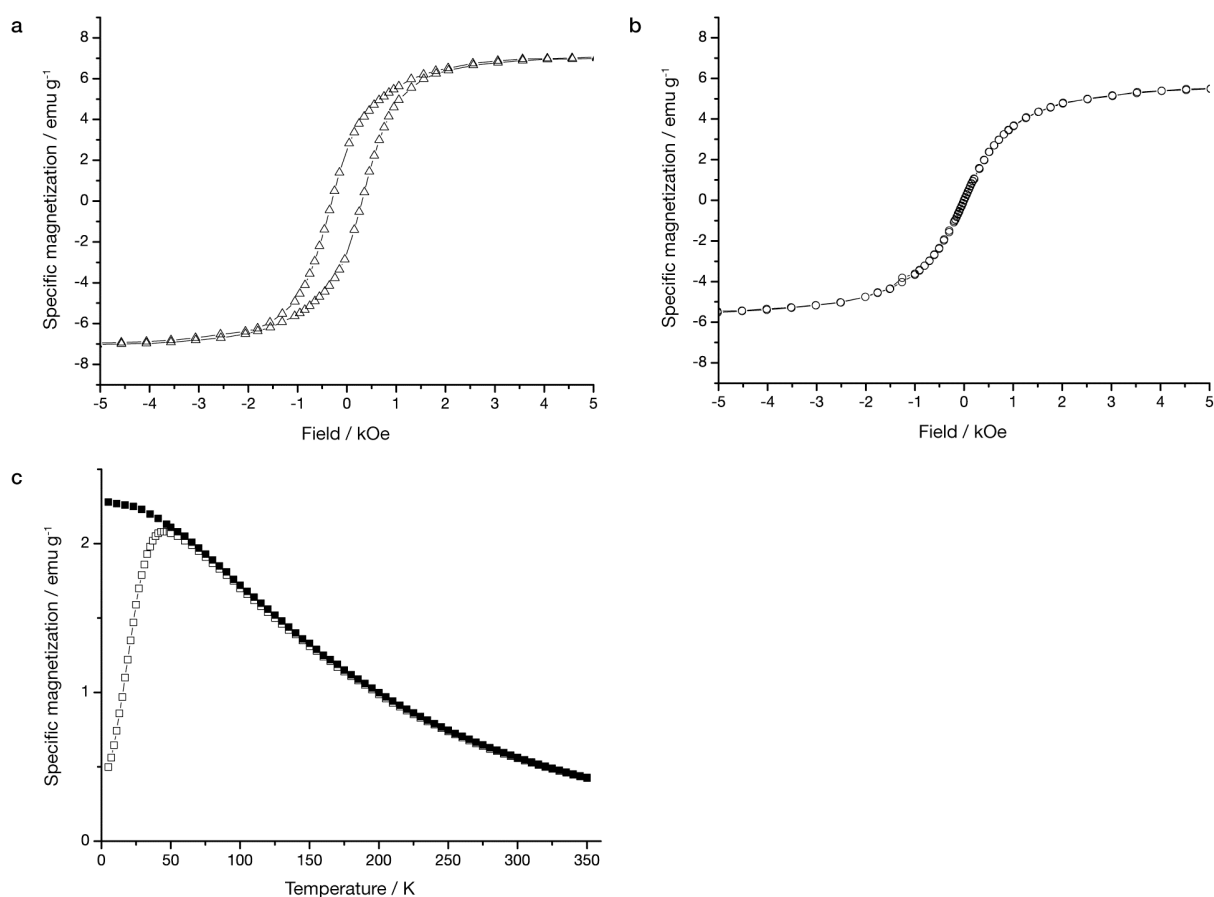 a
Specific magnetization / emu g⁻¹
8
6
4
2
0
-2
-4
-6
-8
-5 -4 -3 -2 -1 0 1 2 3 4 5
Field / kOe
b
Specific magnetization / emu g⁻¹
8
6
4
2
0
-2
-4
-6
-8
-5 -4 -3 -2 -1 0 1 2 3 4 5
Field / kOe
c
Specific magnetization / emu g⁻¹
2
1
0
0 50 100 150 200 250 300 350
Temperature / K